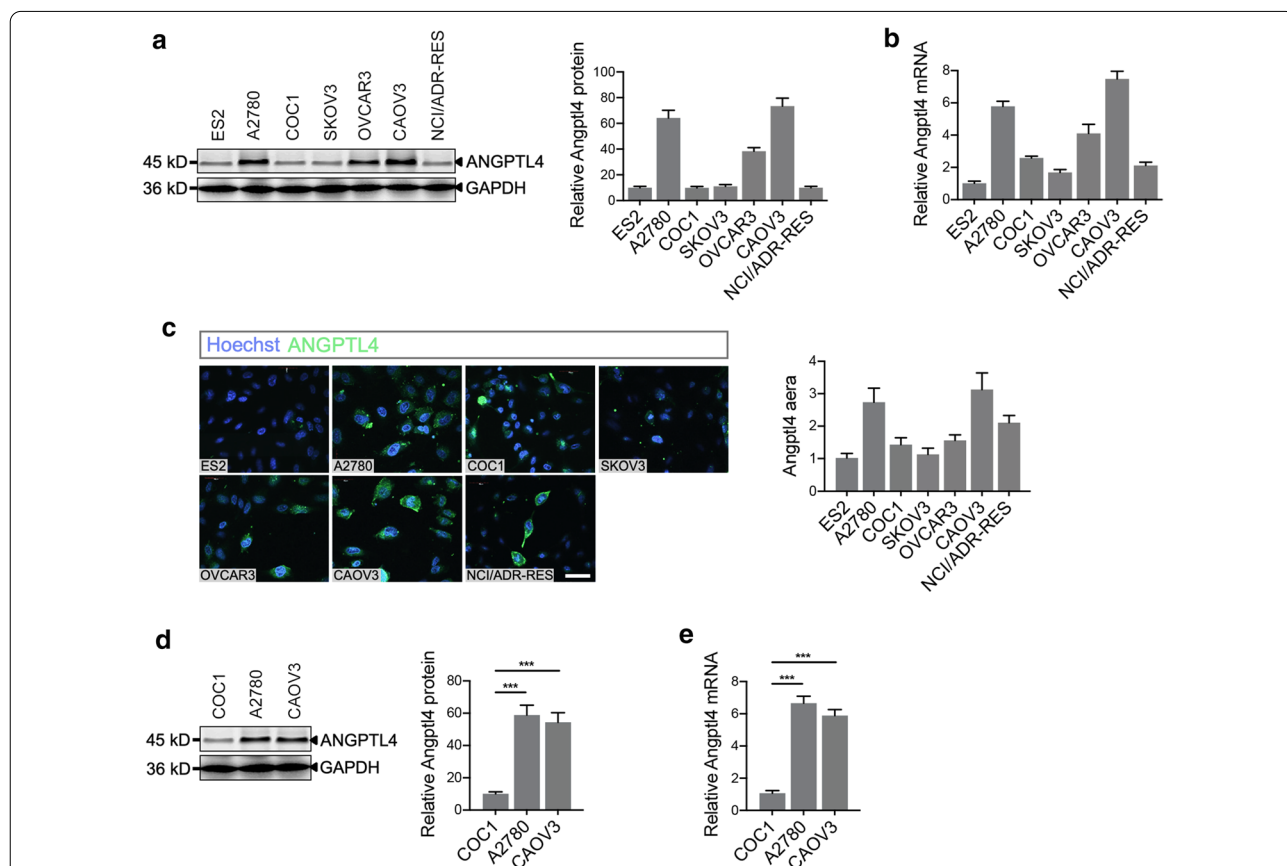 a
ES2
A2780
COC1
SKOV3
OVCAR3
CAOV3
NCI/ADR-RES
45 kD
ANGPTL4
36 kD
GAPDH
Relative Angptl4 protein
100
80
60
40
20
0
ES2
A2780
COC1
SKOV3
OVCAR3
CAOV3
NCI/ADR-RES
b
Relative Angptl4 mRNA
8
6
4
2
0
ES2
A2780
COC1
SKOV3
OVCAR3
CAOV3
NCI/ADR-RES
c
Hoechst ANGPTL4
ES2
A2780
COC1
SKOV3
OVCAR3
CAOV3
NCI/ADR-RES
Angptl4 aera
4
3
2
1
0
ES2
A2780
COC1
SKOV3
OVCAR3
CAOV3
NCI/ADR-RES
d
COC1
A2780
CAOV3
45 kD
ANGPTL4
36 kD
GAPDH
Relative Angptl4 protein
80
60
40
20
0
***
***
COC1
A2780
CAOV3
e
Relative Angptl4 mRNA
8
6
4
2
0
***
***
COC1
A2780
CAOV3